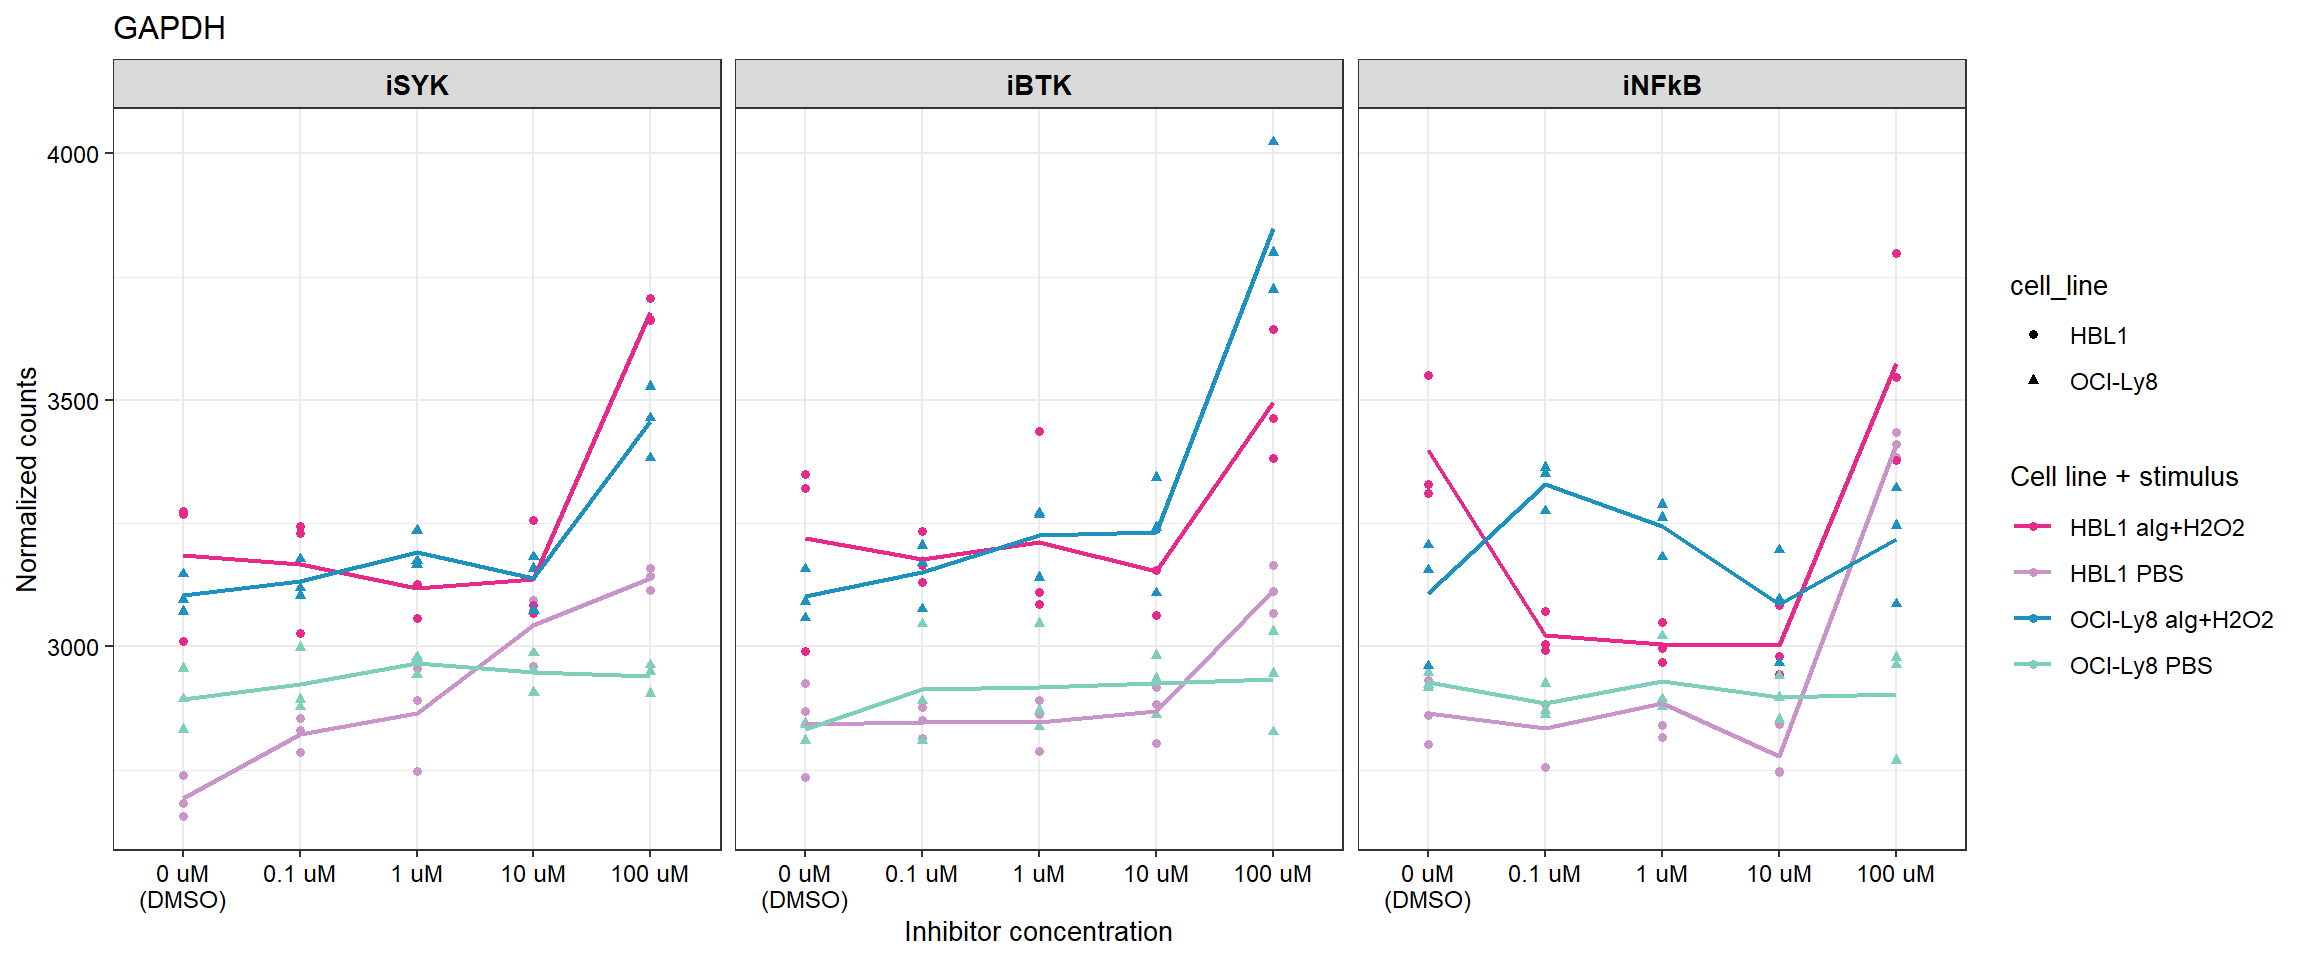 GAPDH
iSYK
iBTK
iNFkB
4000
3500
3000
Normalized counts
0 uM
(DMSO)
0.1 uM
1 uM
10 uM
100 uM
0 uM
(DMSO)
0.1 uM
1 uM
10 uM
100 uM
0 uM
(DMSO)
0.1 uM
1 uM
10 uM
100 uM
Inhibitor concentration
cell_line
HBL1
OCI-Ly8
Cell line + stimulus
HBL1 aIg+H2O2
HBL1 PBS
OCI-Ly8 aIg+H2O2
OCI-Ly8 PBS